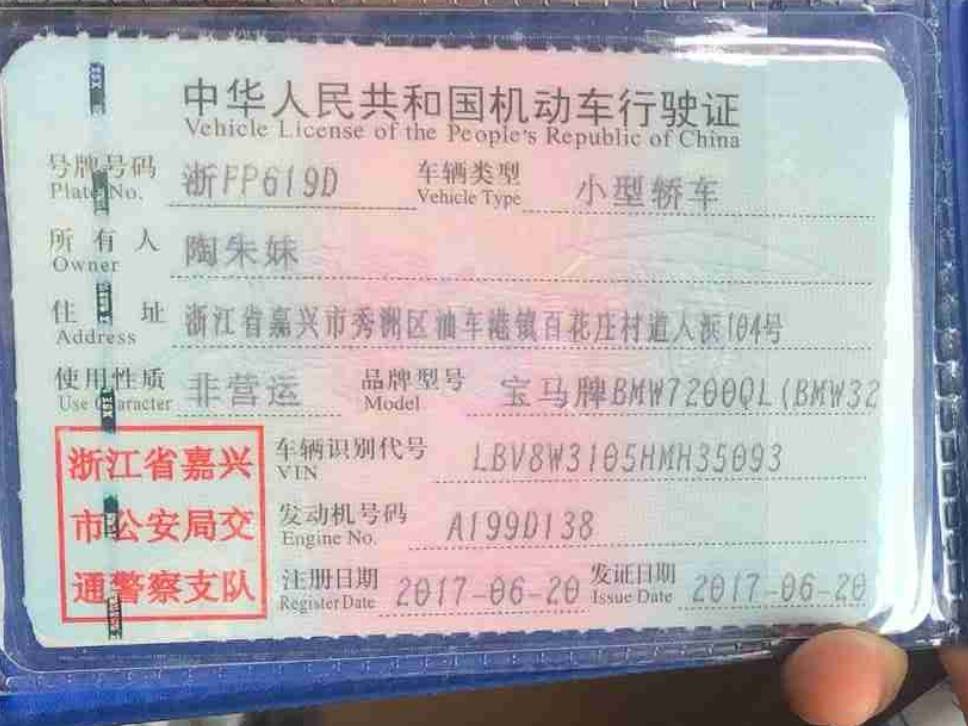 中华人民共和国机动车行驶证
Vehicle License of the People's Republic of China
号牌号码 浙FP619D 车辆类型 小型轿车
Plate No. Vehicle Type
所有人 陶朱妹
Owner
住址 浙江省嘉兴市秀洲区油车港镇百花庄村道人浜104号
Address
使用性质 非营运 品牌型号 宝马牌BMW7200QL(BMW32
Use Character Model
浙江省嘉兴 车辆识别代号 LBV8W3105HMH35093
VIN
市公安局交 发动机号码 A199D138
Engine No.
通警察支队 注册日期 2017-06-20 发证日期 2017-06-20
Register Date Issue Date